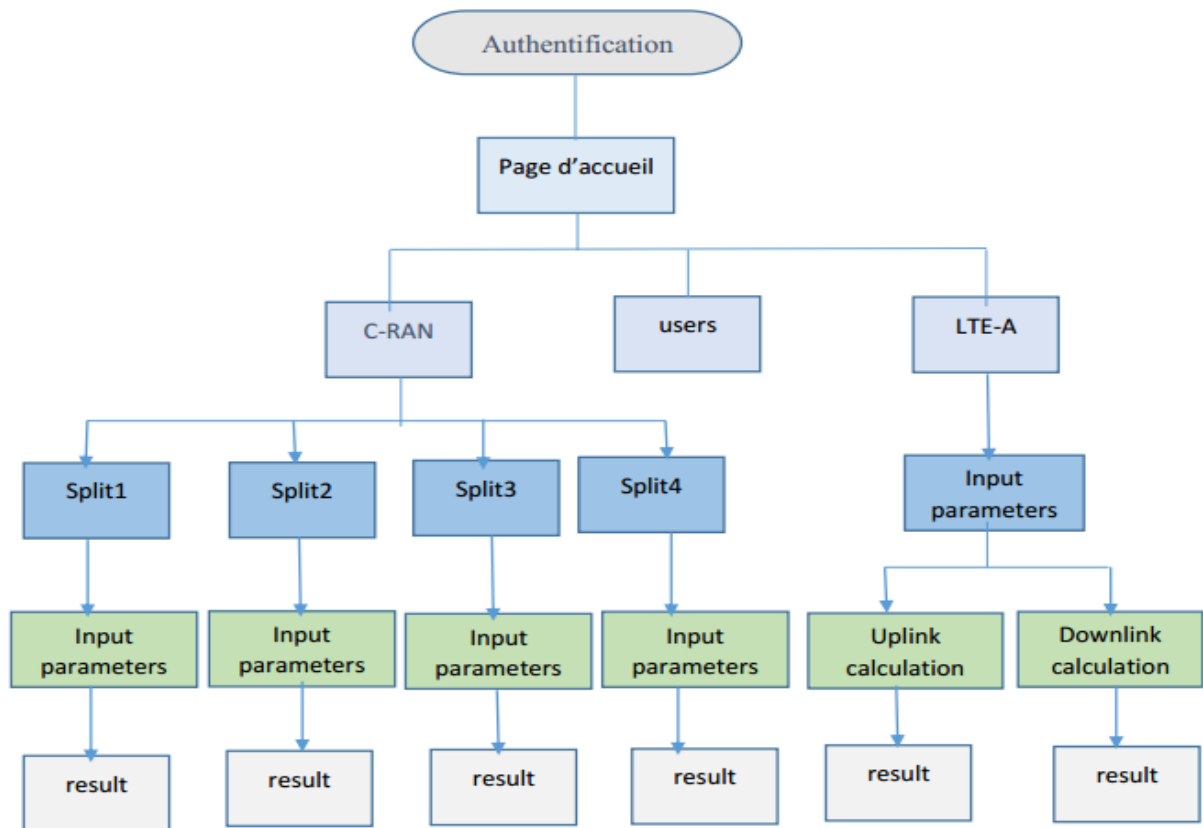 Authentification
Page d'accueil
C-RAN
users
LTE-A
Split1
Split2
Split3
Split4
Input
parameters
Input
parameters
Input
parameters
Input
parameters
Input
parameters
Uplink
calculation
Downlink
calculation
result
result
result
result
result
result